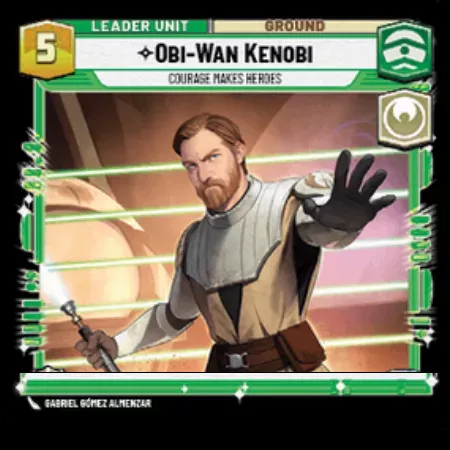 LEADER UNIT
GROUND
5
OBI-WAN KENOBI
COURAGE MAKES HEROES
GABRIEL GÓMEZ ALMENZAR